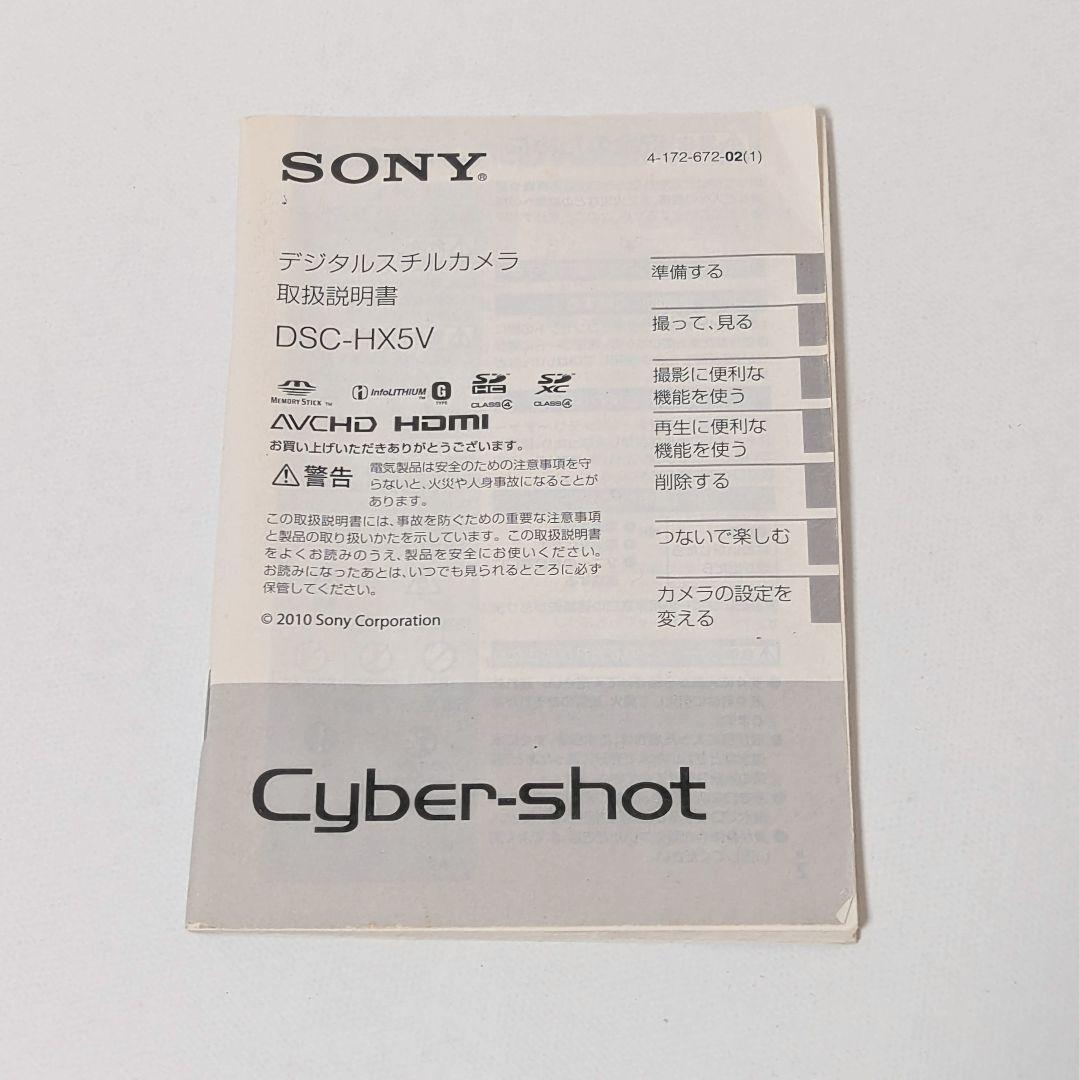 SONY®
4-172-672-02(1)
デジタルスチルカメラ
取扱説明書
DSC-HX5V
MEMORY STICK ™
InfoLITHIUM™ G TYPE
SD HC CLASS④
SD XC CLASS④
AVCHD HDMI
お買い上げいただきありがとうございます。
警告
電気製品は安全のための注意事項を守
らないと、火災や人身事故になることが
あります。
この取扱説明書には、事故を防ぐための重要な注意事項
と製品の取り扱いかたを示しています。この取扱説明書
をよくお読みのうえ、製品を安全にお使いください。
お読みになったあとは、いつでも見られるところに必ず
保管してください。
© 2010 Sony Corporation
準備する
撮って、見る
撮影に便利な
機能を使う
再生に便利な
機能を使う
削除する
つないで楽しむ
カメラの設定を
変える
Cyber-shot